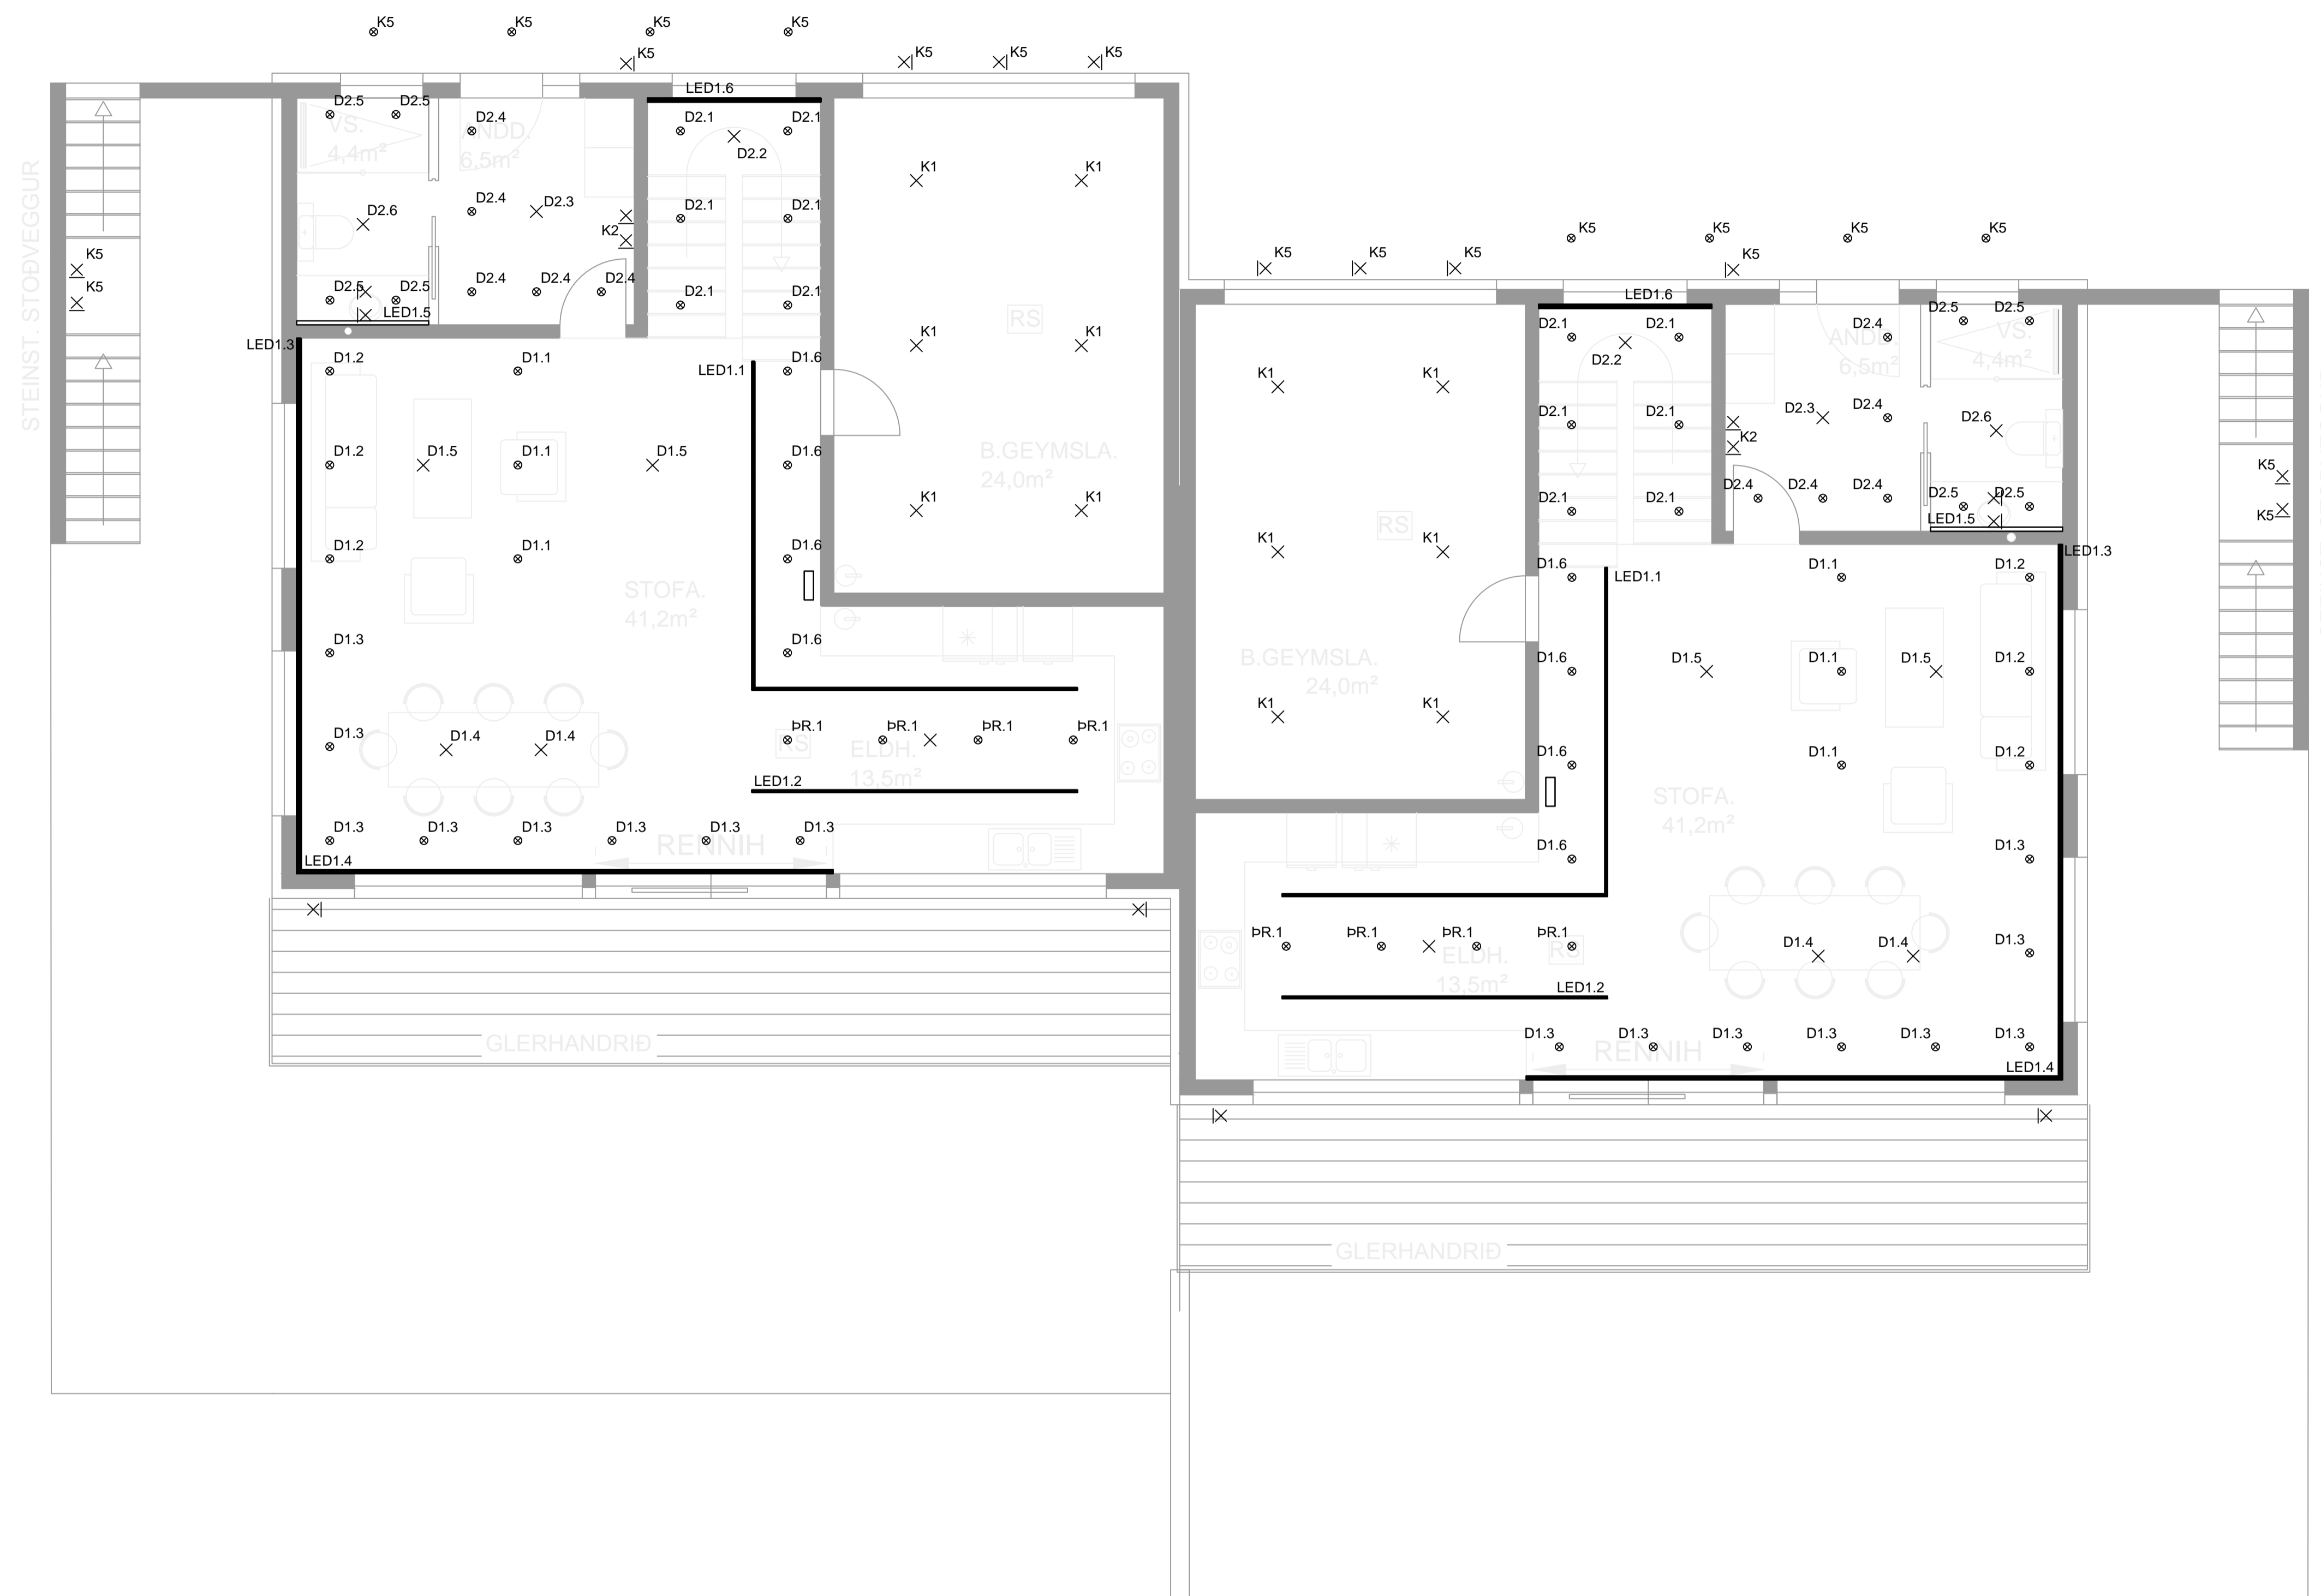 K5 K5 K5 K5
K5 K5 K5 K5
LED1.6
D2.5 D2.5 D2.4 D2.1 D2.1
VS. ANDD.
4,4m² 6,5m²
D2.2
K1 K1
STEINST. STOÐVEGGUR
D2.6 D2.4 D2.3 D2.1 D2.1
K2
K5
K5
D2.5 D2.5 D2.4 D2.4 D2.4 D2.1 D2.1
LED1.5
RS
LED1.3
K1 K1
D1.2 D1.1 LED1.1 D1.6
D1.2 D1.5 D1.1 D1.5 D1.6
B.GEYMSLA.
24,0m²
K1 K1
D1.2 D1.1 D1.6
STOFA.
41,2m²
D1.3 D1.6
D1.3 D1.4 D1.4 ÞR.1 ÞR.1 ÞR.1 ÞR.1
RS ELDH.
13,5m²
LED1.2
D1.3 D1.3 D1.3 D1.3 D1.3 D1.3
RENNIH
LED1.4
GLERHANDRIÐ
K5 K5 K5 K5
K5 K5 K5 K5
LED1.6
D2.1 D2.1 D2.4 D2.5 D2.5
ANDD. VS.
6,5m² 4,4m²
D2.2
K1 K1
D2.1 D2.1 D2.3 D2.4 D2.6
K2
K5
K5
D2.1 D2.1 D2.4 D2.4 D2.4 D2.5 D2.5
LED1.5
RS
K1 K1
LED1.3
D1.6 LED1.1 D1.1 D1.2
B.GEYMSLA.
24,0m²
D1.6 D1.5 D1.1 D1.5 D1.2
K1 K1
D1.6 D1.1 D1.2
STOFA.
41,2m²
D1.6 D1.3
ÞR.1 ÞR.1 ÞR.1 ÞR.1 D1.4 D1.4 D1.3
ELDH. RS
13,5m²
LED1.2
D1.3 D1.3 D1.3 D1.3 D1.3 D1.3
RENNIH
LED1.4
GLERHANDRIÐ